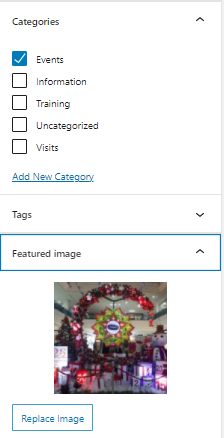 Categories
Events
Information
Training
Uncategorized
Visits
Add New Category
Tags
Featured image
Replace Image